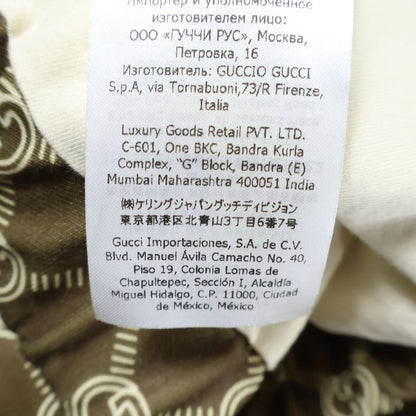 Импортер и уполномоченное
изготовителем лицо:
ООО «ГУЧЧИ РУС», Москва,
Петровка, 16
Изготовитель: GUCCIO GUCCI
S.p.A, via Tornabuoni,73/R Firenze,
Italia
Luxury Goods Retail PVT. LTD.
C-601, One BKC, Bandra Kurla
Complex, “G” Block, Bandra (E)
Mumbai Maharashtra 400051 India
㈱ケリングジャパングッチディビジョン
東京都港区北青山3丁目6番7号
Gucci Importaciones, S.A. de C.V.
Blvd. Manuel Ávila Camacho No. 40,
Piso 19, Colonia Lomas de
Chapultepec, Sección I, Alcaldía
Miguel Hidalgo, C.P. 11000, Ciudad
de México, México